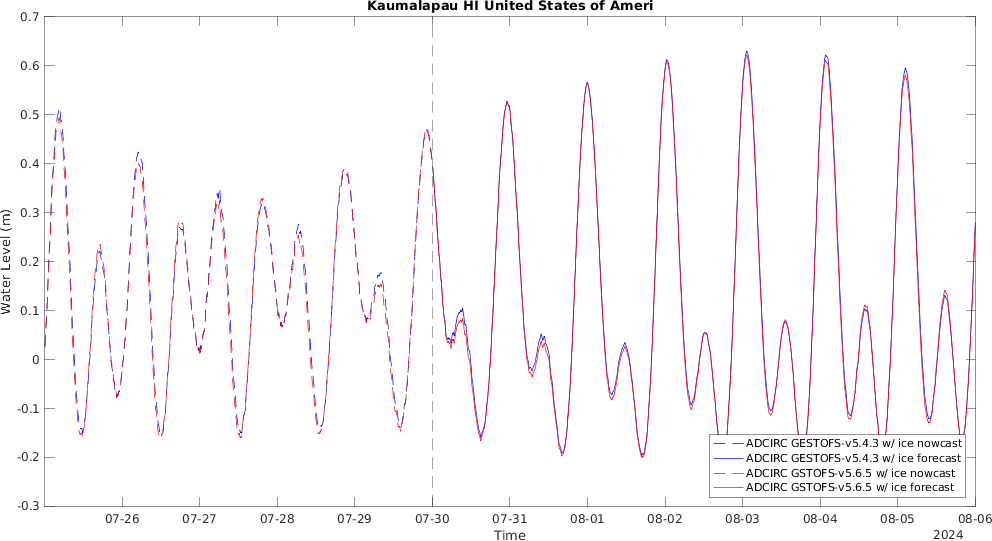 Kaumalapau HI United States of Ameri
0.7
0.6
0.5
0.4
0.3
0.2
0.1
0
-0.1
-0.2
-0.3
Water Level (m)
ADCIRC GESTOFS-v5.4.3 w/ ice nowcast
ADCIRC GESTOFS-v5.4.3 w/ ice forecast
ADCIRC GSTOFS-v5.6.5 w/ ice nowcast
ADCIRC GSTOFS-v5.6.5 w/ ice forecast
07-26 07-27 07-28 07-29 07-30 07-31 08-01 08-02 08-03 08-04 08-05 08-06
Time
2024